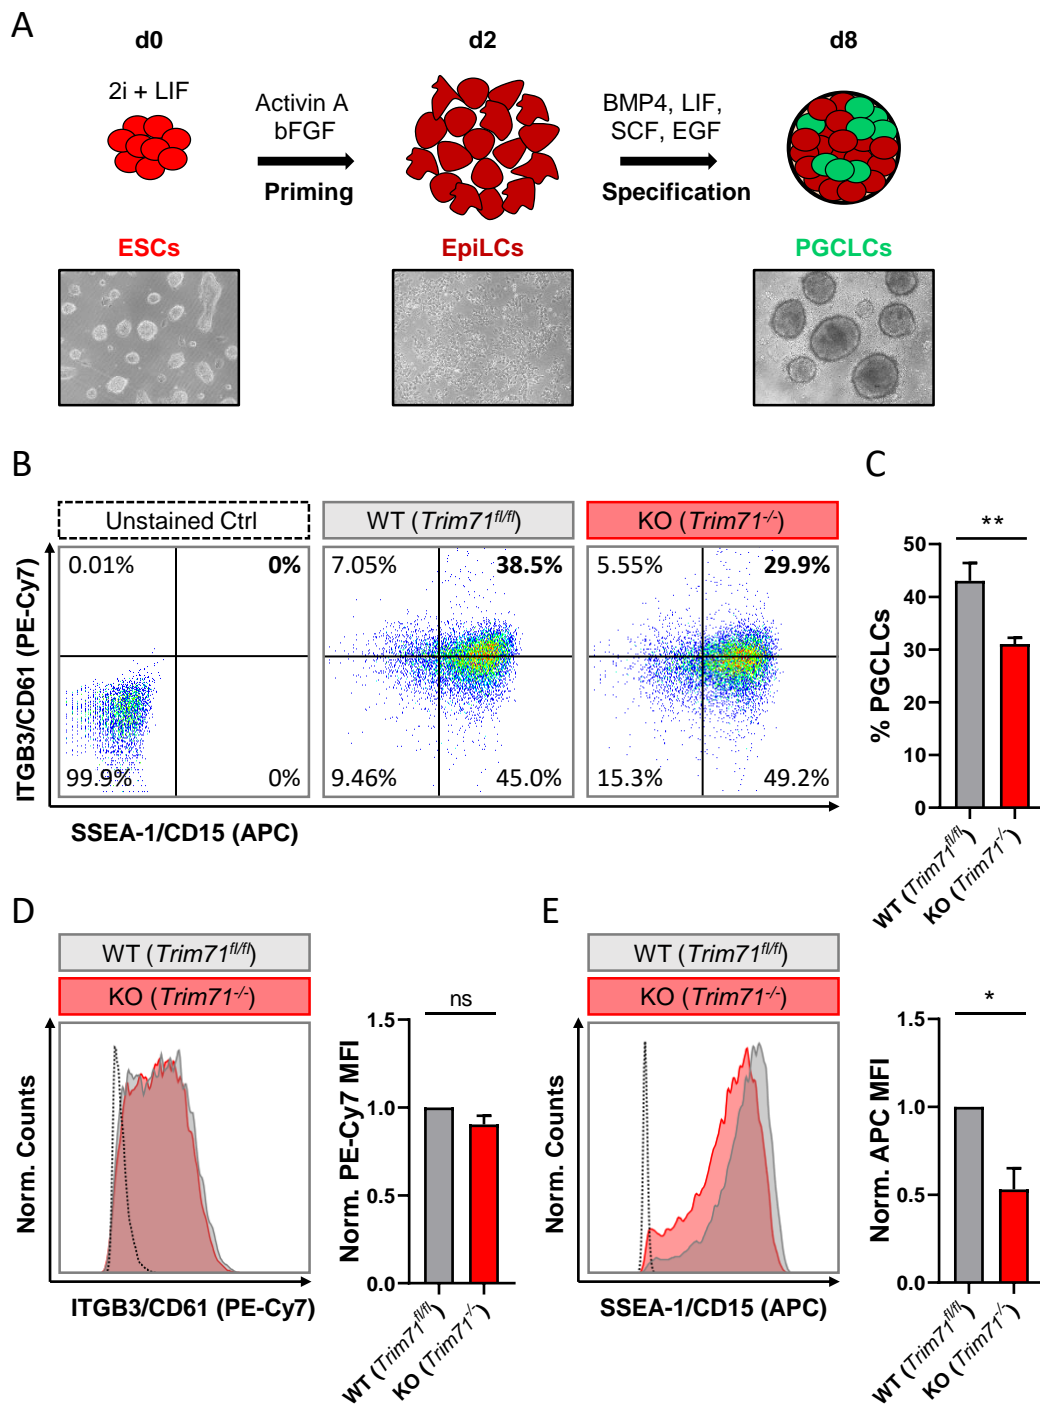 A
d0
d2
d8
2i + LIF
Activin A
bFGF
Priming
BMP4, LIF,
SCF, EGF
Specification
ESCs
EpiLCs
PGCLCs
B
Unstained Ctrl
WT (Trim71fl/fl)
KO (Trim71-/-)
0.01%
0%
99.9%
0%
7.05%
38.5%
9.46%
45.0%
5.55%
29.9%
15.3%
49.2%
ITGB3/CD61 (PE-Cy7)
SSEA-1/CD15 (APC)
C
**
50
40
30
20
10
0
% PGCLCs
WT (Trim71fl/fl)
KO (Trim71-/-)
D
WT (Trim71fl/fl)
KO (Trim71-/-)
Norm. Counts
ITGB3/CD61 (PE-Cy7)
ns
1.5
1.0
0.5
0.0
Norm. PE-Cy7 MFI
WT (Trim71fl/fl)
KO (Trim71-/-)
E
WT (Trim71fl/fl)
KO (Trim71-/-)
Norm. Counts
SSEA-1/CD15 (APC)
*
1.5
1.0
0.5
0.0
Norm. APC MFI
WT (Trim71fl/fl)
KO (Trim71-/-)